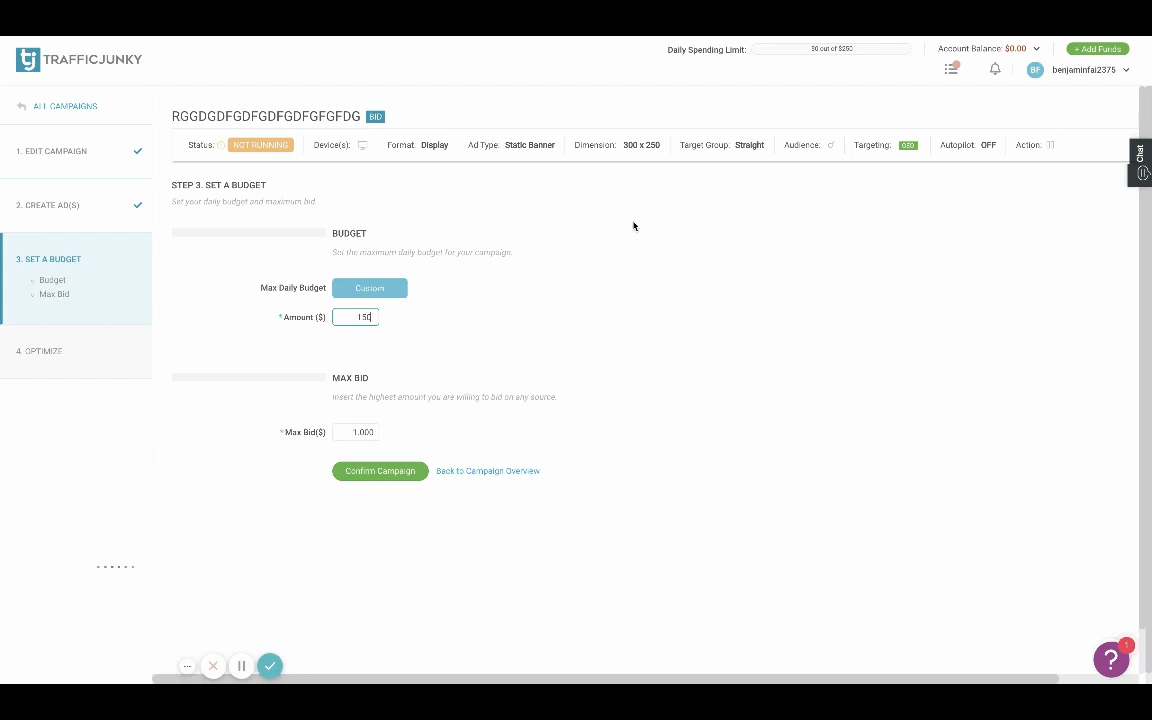 TRAFFICJUNKY
Daily Spending Limit: $0 out of $250
Account Balance: $0.00
+ Add Funds
BF benjaminfai2375
ALL CAMPAIGNS
RGGDGDFGDFGDFGDFGDFGFGFDG BID
Status: NOT RUNNING Device(s): Format: Display Ad Type: Static Banner Dimension: 300 x 250 Target Group: Straight Audience: Targeting: GEO Autopilot: OFF Action:
Chat
1. EDIT CAMPAIGN
2. CREATE AD(S)
3. SET A BUDGET
Budget
Max Bid
4. OPTIMIZE
STEP 3. SET A BUDGET
Set your daily budget and maximum bid.
BUDGET
Set the maximum daily budget for your campaign.
Max Daily Budget Custom
* Amount ($) 150
MAX BID
Insert the highest amount you are willing to bid on any source.
* Max Bid($) 1.000
Confirm Campaign Back to Campaign Overview
? 1